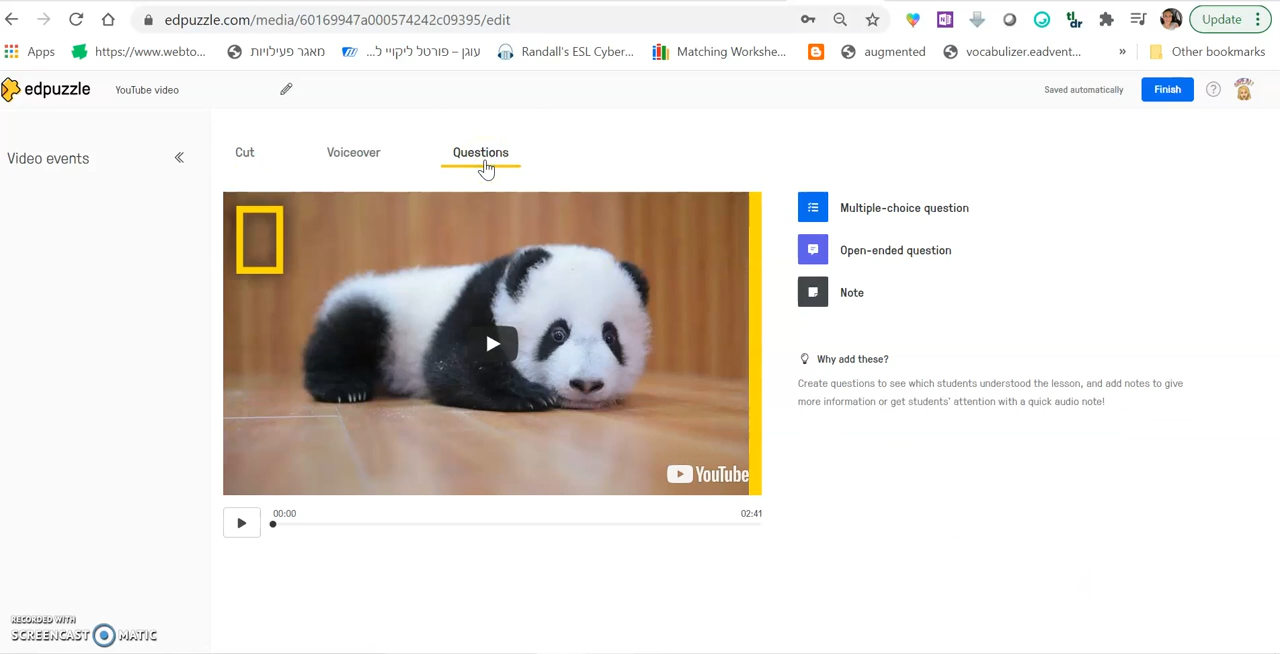 edpuzzle.com/media/60169947a000574242c09395/edit
Update
Apps
https://www.webto...
מאגר פעילויות
עוגן – פורטל ליקויי ל...
Randall's ESL Cyber...
Matching Workshe...
augmented
vocabulizer.eadvent...
»
Other bookmarks
edpuzzle
YouTube video
Saved automatically
Finish
?
Video events
Cut
Voiceover
Questions
Multiple-choice question
Open-ended question
Note
YouTube
Why add these?
Create questions to see which students understood the lesson, and add notes to give
more information or get students' attention with a quick audio note!
00:00
02:41
RECORDED WITH
SCREENCAST MATIC